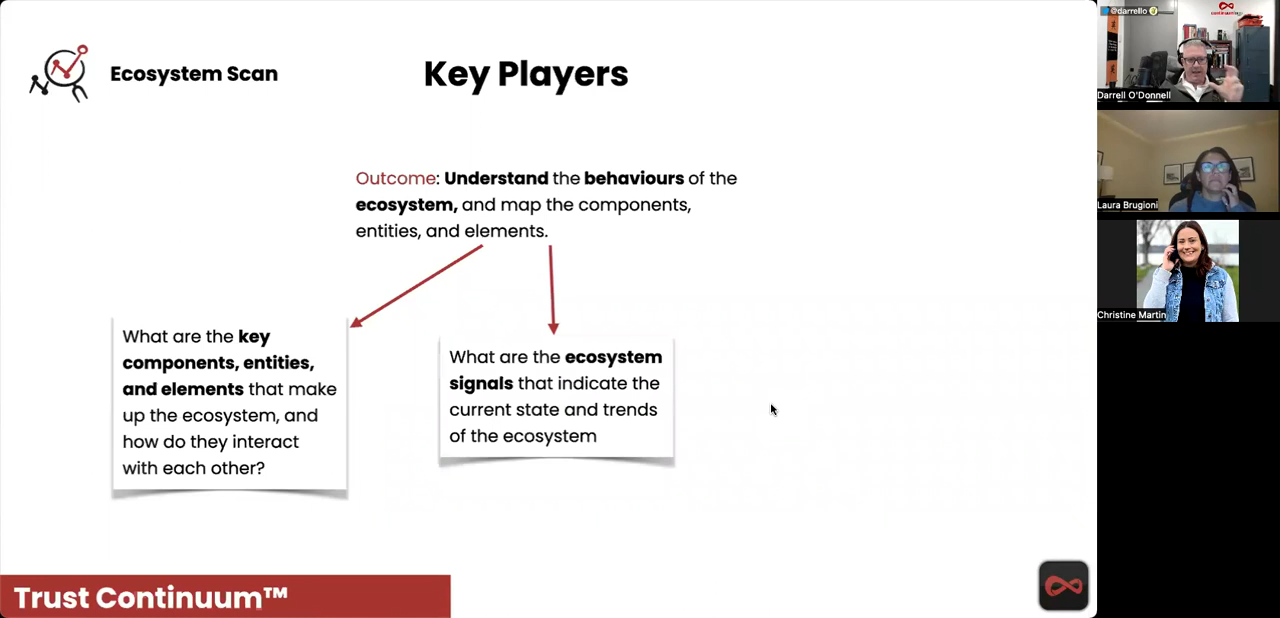 Ecosystem Scan
Key Players
Outcome: Understand the behaviours of the
ecosystem, and map the components,
entities, and elements.
What are the key
components, entities,
and elements that make
up the ecosystem, and
how do they interact
with each other?
What are the ecosystem
signals that indicate the
current state and trends
of the ecosystem
Trust Continuum™
@darrello
Darrell O'Donnell
Laura Brugioni
Christine Martin